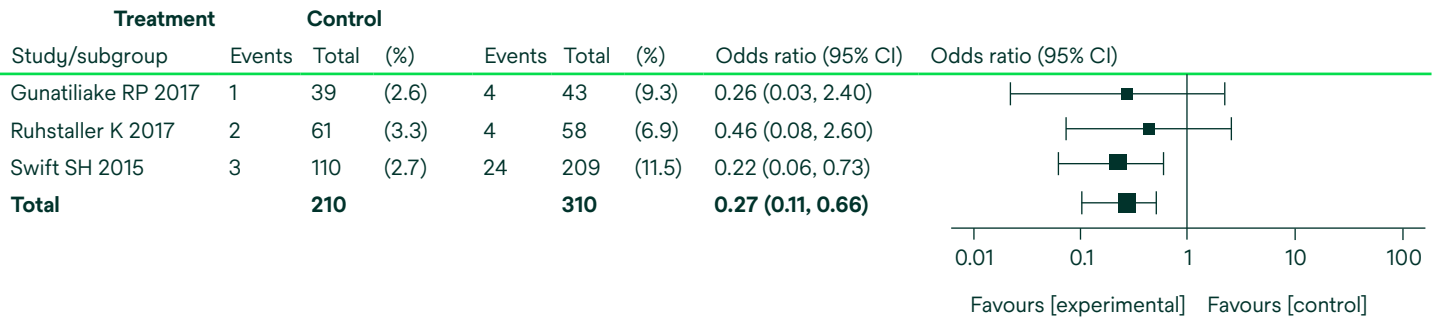 Treatment Control
Study/subgroup Events Total (%) Events Total (%) Odds ratio (95% CI) Odds ratio (95% CI)
Gunatiliake RP 2017 1 39 (2.6) 4 43 (9.3) 0.26 (0.03, 2.40)
Ruhstaller K 2017 2 61 (3.3) 4 58 (6.9) 0.46 (0.08, 2.60)
Swift SH 2015 3 110 (2.7) 24 209 (11.5) 0.22 (0.06, 0.73)
Total 210 310 0.27 (0.11, 0.66)
0.01 0.1 1 10 100
Favours [experimental] Favours [control]